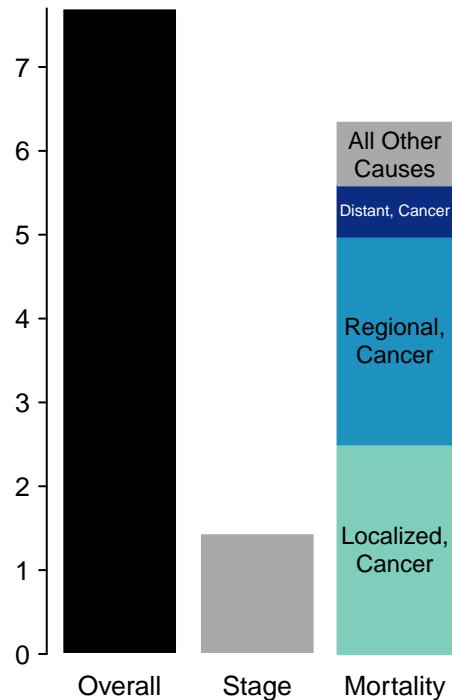 7
6
5
4
3
2
1
0
All Other
Causes
Distant, Cancer
Regional,
Cancer
Localized,
Cancer
Overall
Stage
Mortality